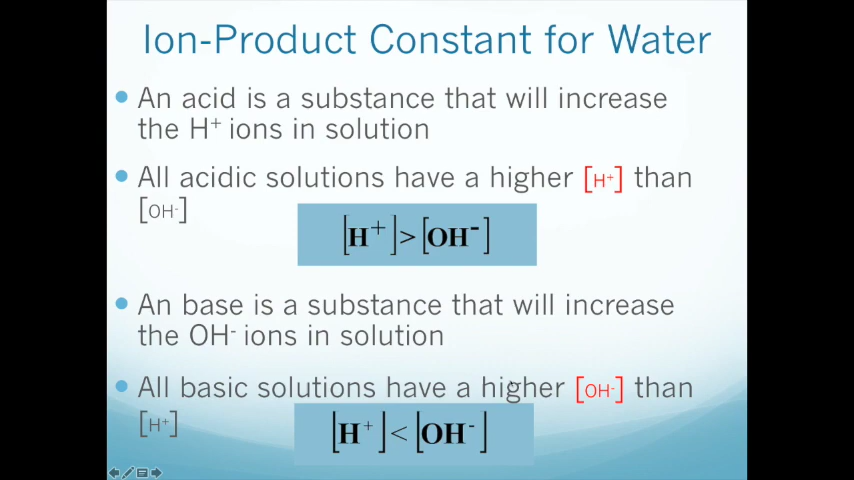 Ion-Product Constant for Water
• An acid is a substance that will increase
the H⁺ ions in solution
• All acidic solutions have a higher [H⁺] than
[OH⁻]
[H⁺]>[OH⁻]
• An base is a substance that will increase
the OH⁻ ions in solution
• All basic solutions have a higher [OH⁻] than
[H⁺]
[H⁺]<[OH⁻]